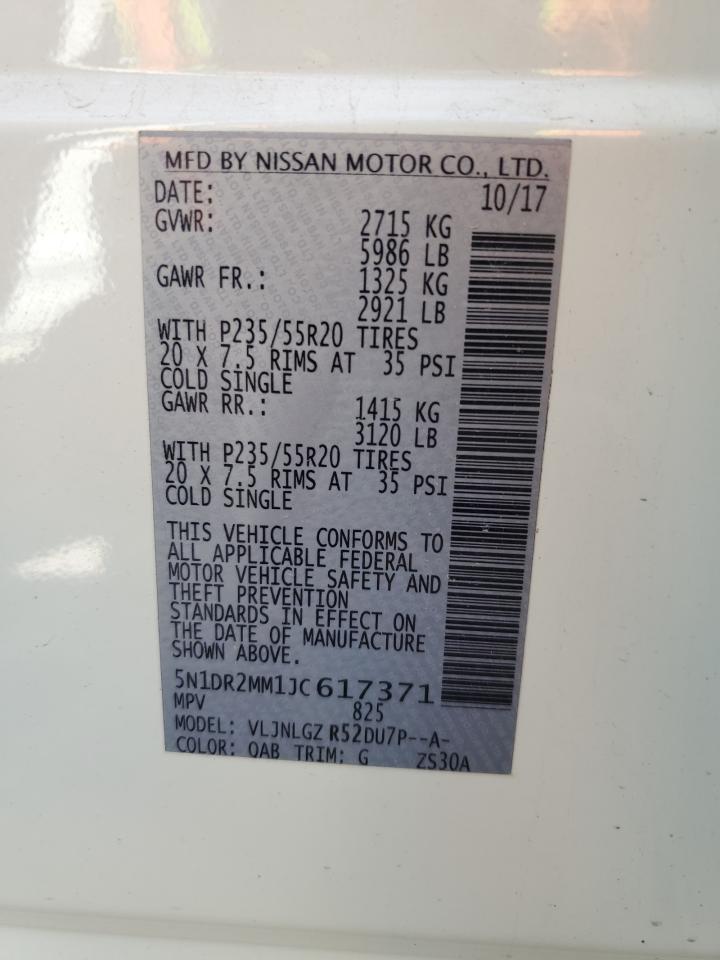 MFD BY NISSAN MOTOR CO., LTD.
DATE: 10/17
GVWR: 2715 KG
5986 LB
GAWR FR.: 1325 KG
2921 LB
WITH P235/55R20 TIRES
20 X 7.5 RIMS AT 35 PSI
COLD SINGLE
GAWR RR.: 1415 KG
3120 LB
WITH P235/55R20 TIRES
20 X 7.5 RIMS AT 35 PSI
COLD SINGLE
THIS VEHICLE CONFORMS TO
ALL APPLICABLE FEDERAL
MOTOR VEHICLE SAFETY AND
THEFT PREVENTION
STANDARDS IN EFFECT ON
THE DATE OF MANUFACTURE
SHOWN ABOVE.
5N1DR2MM1JC617371
MPV 825
MODEL: VLJNLGZ R52DU7P--A-
COLOR: QAB TRIM: G ZS30A